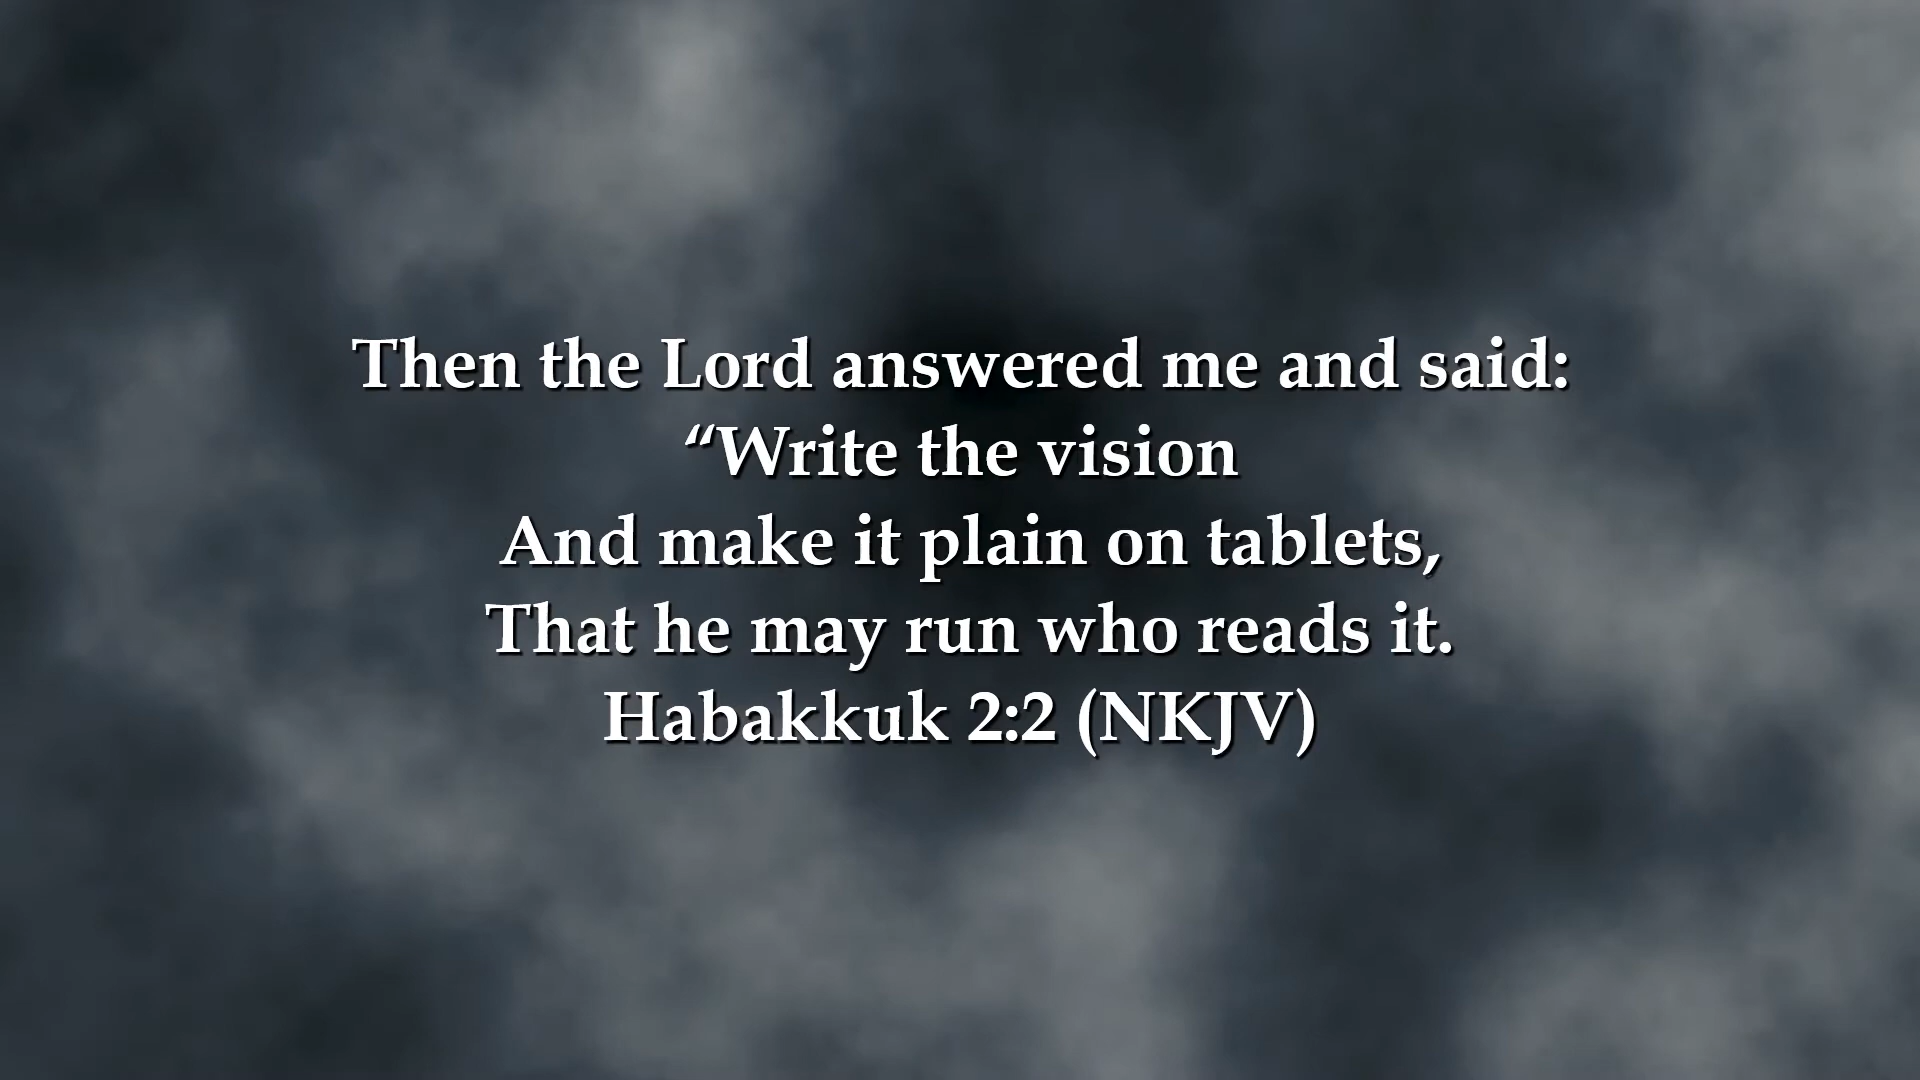 Then the Lord answered me and said:
“Write the vision
And make it plain on tablets,
That he may run who reads it.
Habakkuk 2:2 (NKJV)